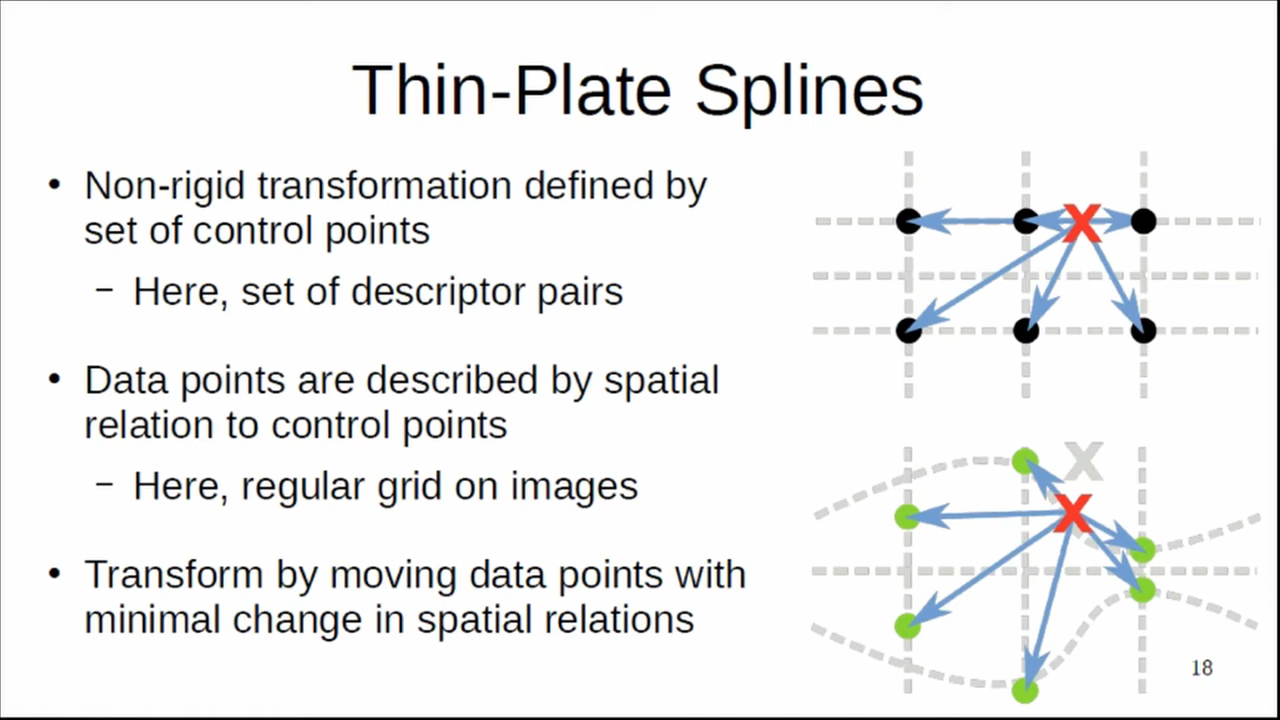 Thin-Plate Splines
• Non-rigid transformation defined by
set of control points
– Here, set of descriptor pairs
• Data points are described by spatial
relation to control points
– Here, regular grid on images
• Transform by moving data points with
minimal change in spatial relations
X
X
X
18